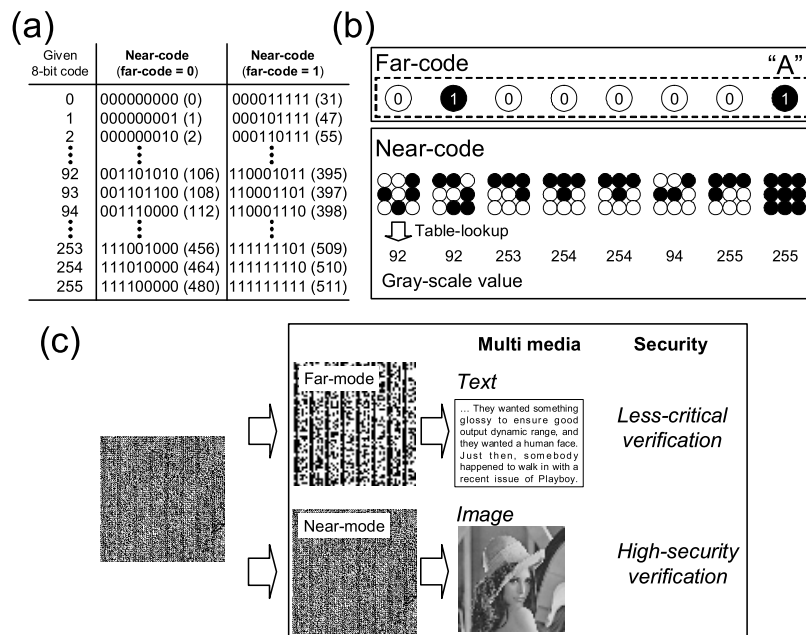 (a)
Given 8-bit code | Near-code (far-code = 0) | Near-code (far-code = 1)
0 000000000 (0) 000011111 (31)
1 000000001 (1) 000101111 (47)
2 000000010 (2) 000110111 (55)
92 001101010 (106) 110001011 (395)
93 001101100 (108) 110001101 (397)
94 001110000 (112) 110001110 (398)
253 111001000 (456) 111111101 (509)
254 111010000 (464) 111111110 (510)
255 111100000 (480) 111111111 (511)
(b)
Far-code "A"
0 1 0 0 0 0 0 1
Near-code
Table-lookup
92 92 253 254 254 94 255 255
Gray-scale value
(c)
Multi media Security
Far-mode
Text
… They wanted something
glossy to ensure good
output dynamic range, and
they wanted a human face.
Just then, somebody
happened to walk in with a
recent issue of Playboy.
Less-critical
verification
Near-mode
Image
High-security
verification